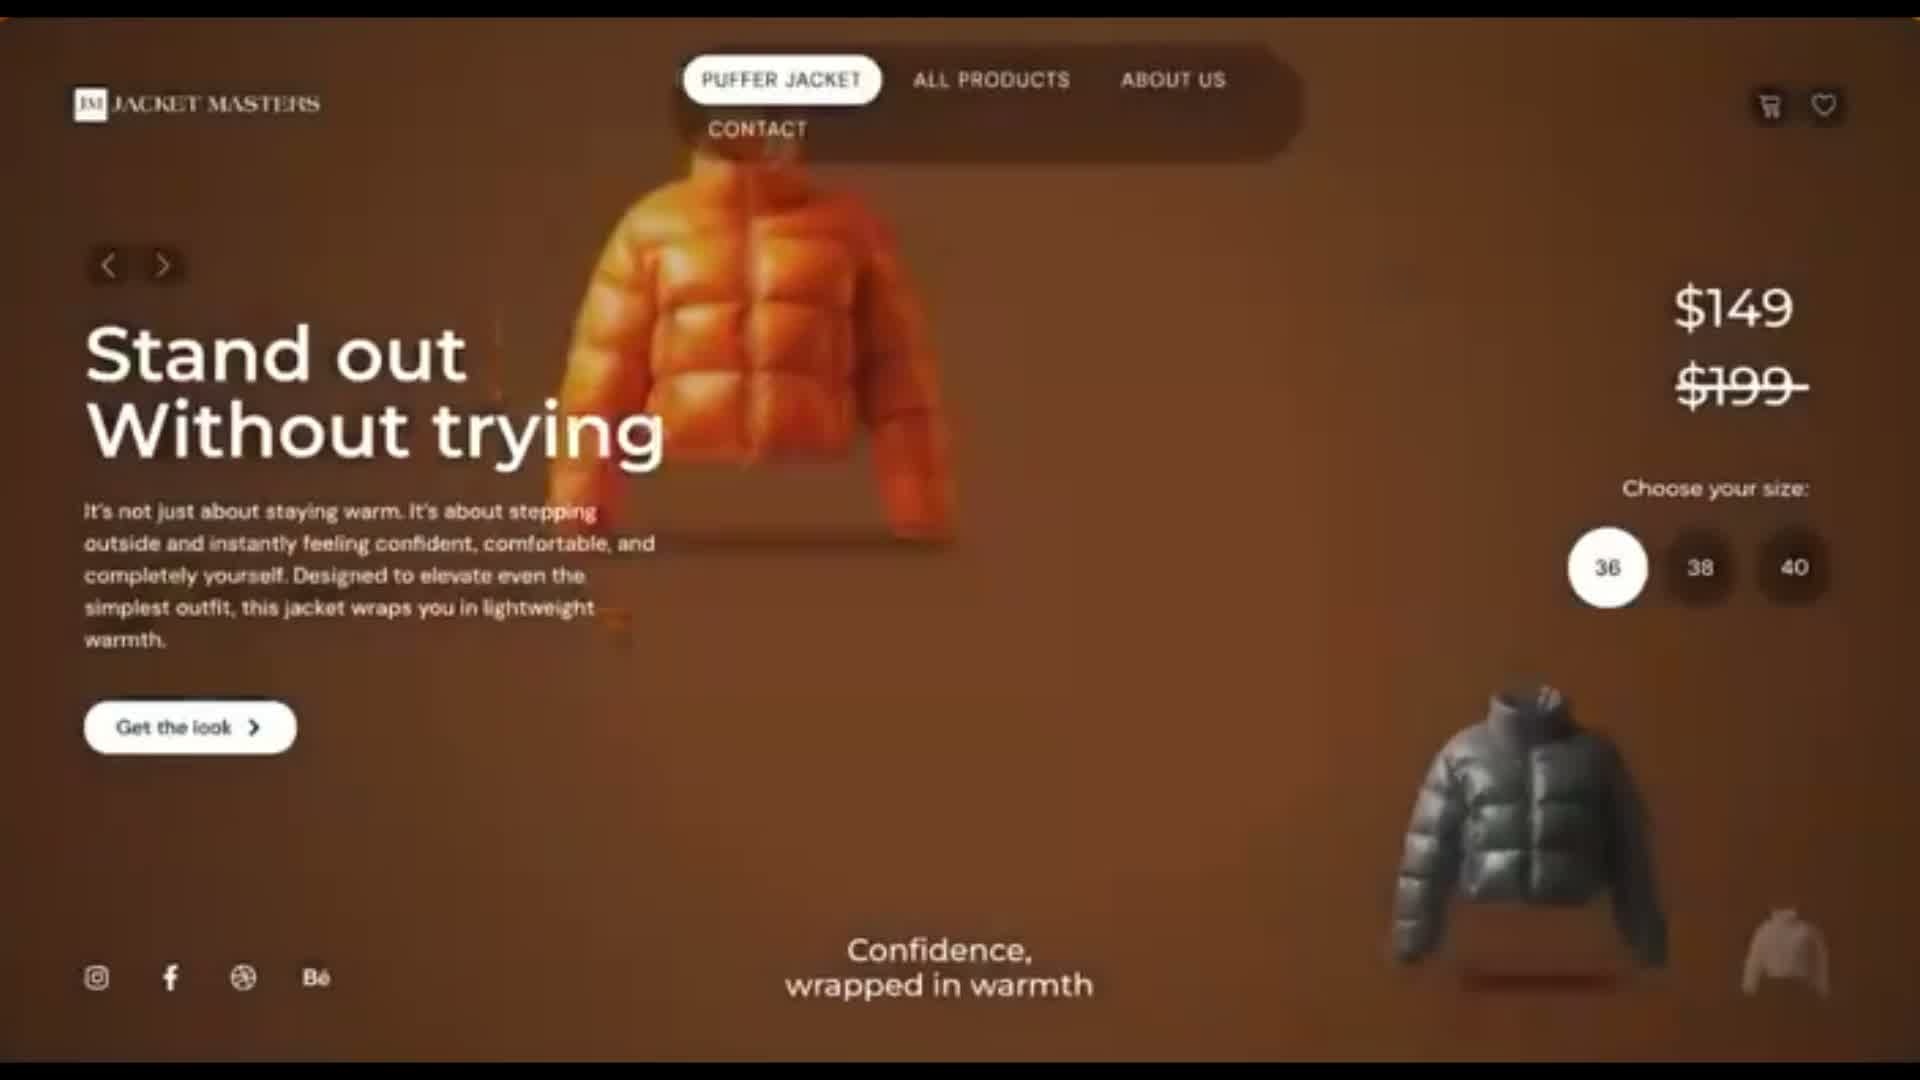 JM JACKET MASTERS
PUFFER JACKET ALL PRODUCTS ABOUT US
CONTACT
Stand out
Without trying
It's not just about staying warm. It's about stepping
outside and instantly feeling confident, comfortable, and
completely yourself. Designed to elevate even the
simplest outfit, this jacket wraps you in lightweight
warmth.
Get the look
$149
$199
Choose your size:
36 38 40
Confidence,
wrapped in warmth
Bé